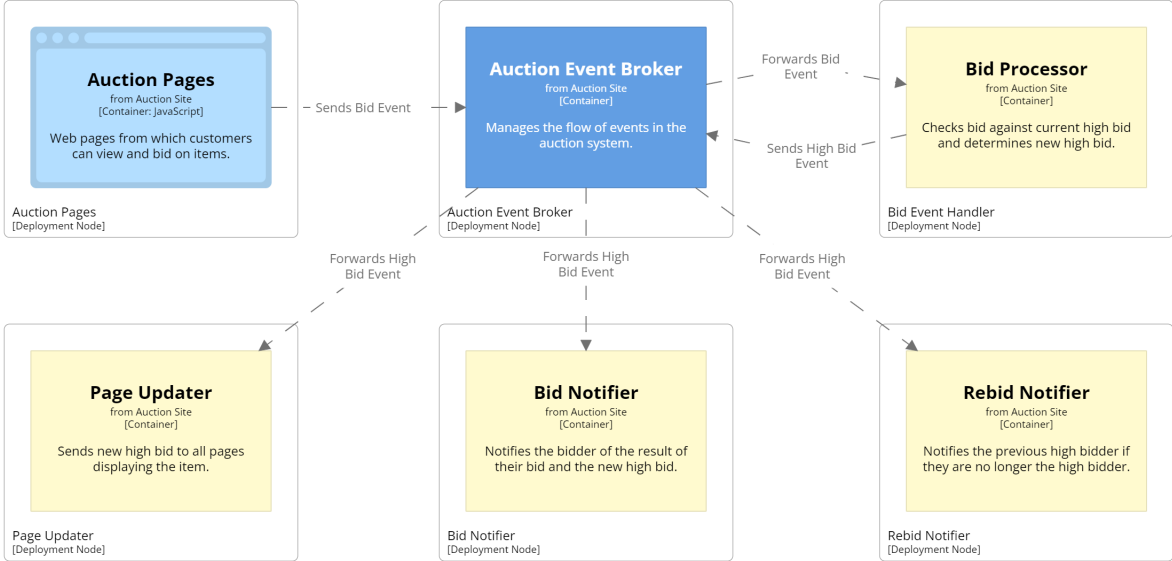 Auction Pages
from Auction Site
[Container: JavaScript]
Web pages from which customers
can view and bid on items.
Auction Pages
[Deployment Node]
Sends Bid Event
Auction Event Broker
from Auction Site
[Container]
Manages the flow of events in the
auction system.
Auction Event Broker
[Deployment Node]
Forwards Bid
Event
Sends High Bid
Event
Bid Processor
from Auction Site
[Container]
Checks bid against current high bid
and determines new high bid.
Bid Event Handler
[Deployment Node]
Forwards High
Bid Event
Forwards High
Bid Event
Forwards High
Bid Event
Page Updater
from Auction Site
[Container]
Sends new high bid to all pages
displaying the item.
Page Updater
[Deployment Node]
Bid Notifier
from Auction Site
[Container]
Notifies the bidder of the result of
their bid and the new high bid.
Bid Notifier
[Deployment Node]
Rebid Notifier
from Auction Site
[Container]
Notifies the previous high bidder if
they are no longer the high bidder.
Rebid Notifier
[Deployment Node]